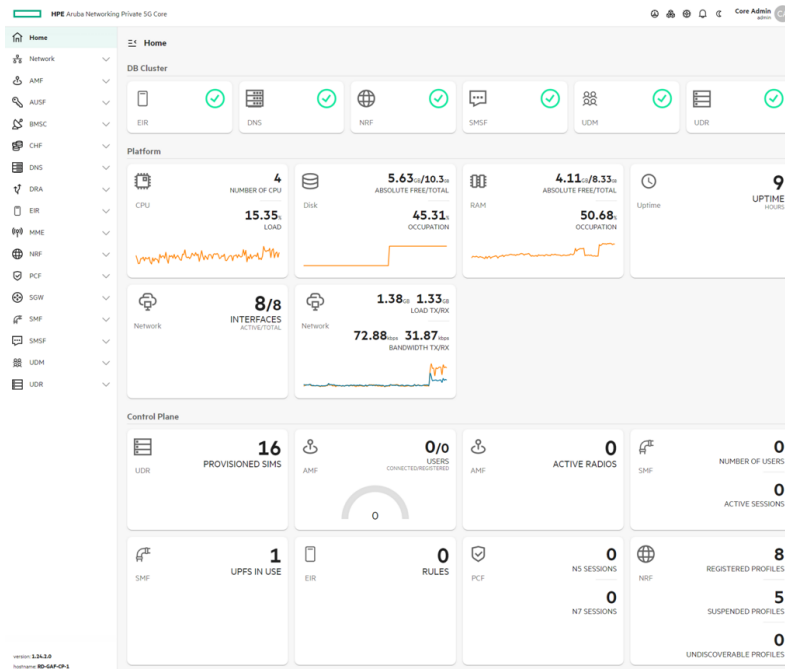 HPE Aruba Networking Private 5G Core
Core Admin
admin
Home
Network
AMF
AUSF
BMSC
CHF
DNS
DRA
EIR
MME
NRF
PCF
SGW
SMF
SMSF
UDM
UDR
version: 1.24.2.0
hostname: RD-GAF-CP-1
Home
DB Cluster
EIR
DNS
NRF
SMSF
UDM
UDR
Platform
CPU
4
NUMBER OF CPU
15.35%
LOAD
Disk
5.63GB/10.3GB
ABSOLUTE FREE/TOTAL
45.31%
OCCUPATION
RAM
4.11GB/8.33GB
ABSOLUTE FREE/TOTAL
50.68%
OCCUPATION
Uptime
9
UPTIME
HOURS
Network
8/8
INTERFACES
ACTIVE/TOTAL
Network
1.38GB 1.33GB
LOAD TX/RX
72.88kbps 31.87kbps
BANDWIDTH TX/RX
Control Plane
UDR
16
PROVISIONED SIMS
AMF
0/0
USERS
CONNECTED/REGISTERED
0
AMF
0
ACTIVE RADIOS
SMF
0
NUMBER OF USERS
0
ACTIVE SESSIONS
SMF
1
UPFS IN USE
EIR
0
RULES
PCF
0
N5 SESSIONS
0
N7 SESSIONS
NRF
8
REGISTERED PROFILES
5
SUSPENDED PROFILES
0
UNDISCOVERABLE PROFILES